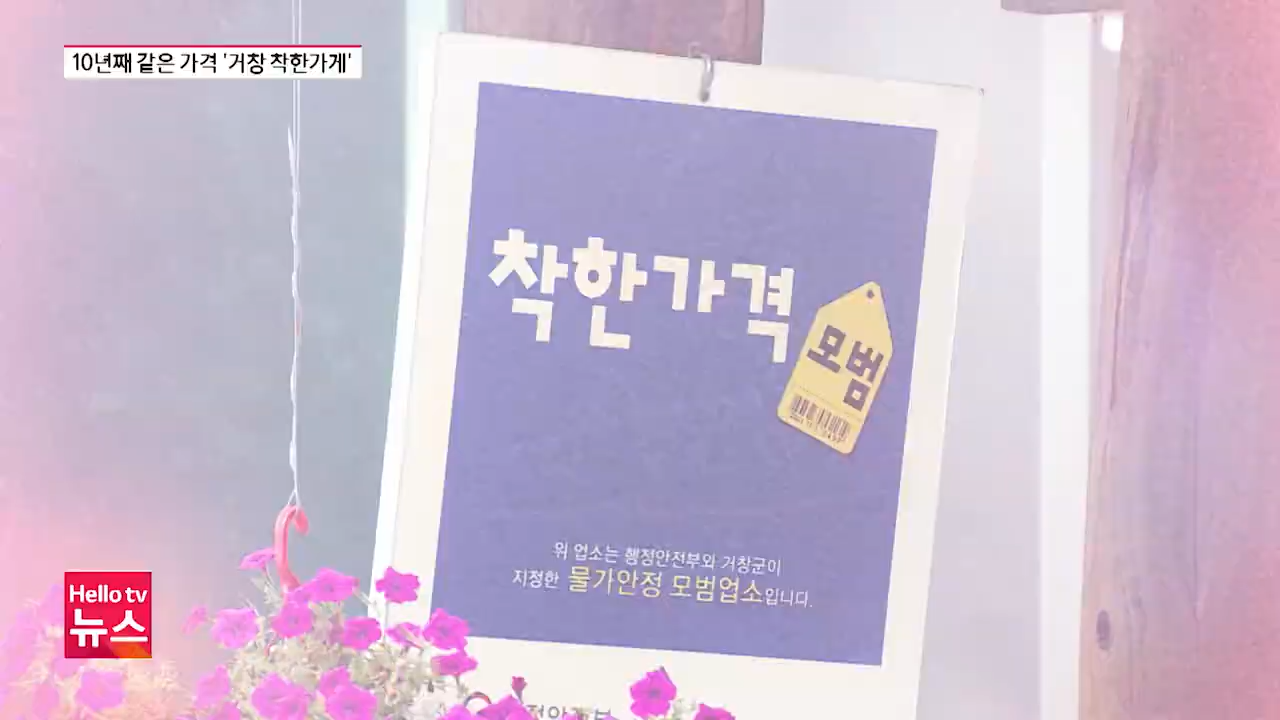 10년째 같은 가격 '거창 착한가게'
착한가격
모범
위 업소는 행정안전부와 거창군이
지정한 물가안정 모범업소입니다.
Hello tv
뉴스